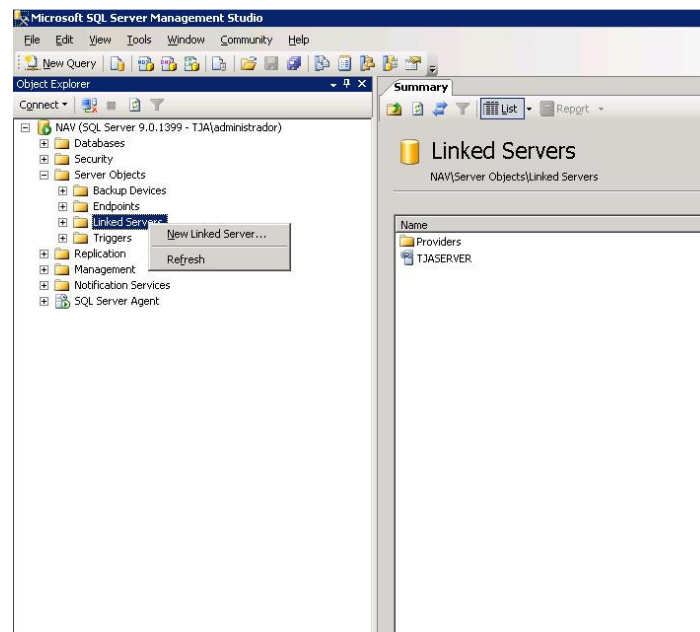 Microsoft SQL Server Management Studio
File Edit View Tools Window Community Help
New Query
Object Explorer
Summary
Connect
List
Report
NAV (SQL Server 9.0.1399 - TJA\administrador)
Databases
Security
Server Objects
Backup Devices
Endpoints
Linked Servers
Triggers
Replication
Management
Notification Services
SQL Server Agent
New Linked Server...
Refresh
Linked Servers
NAV\Server Objects\Linked Servers
Name
Providers
TJASERVER